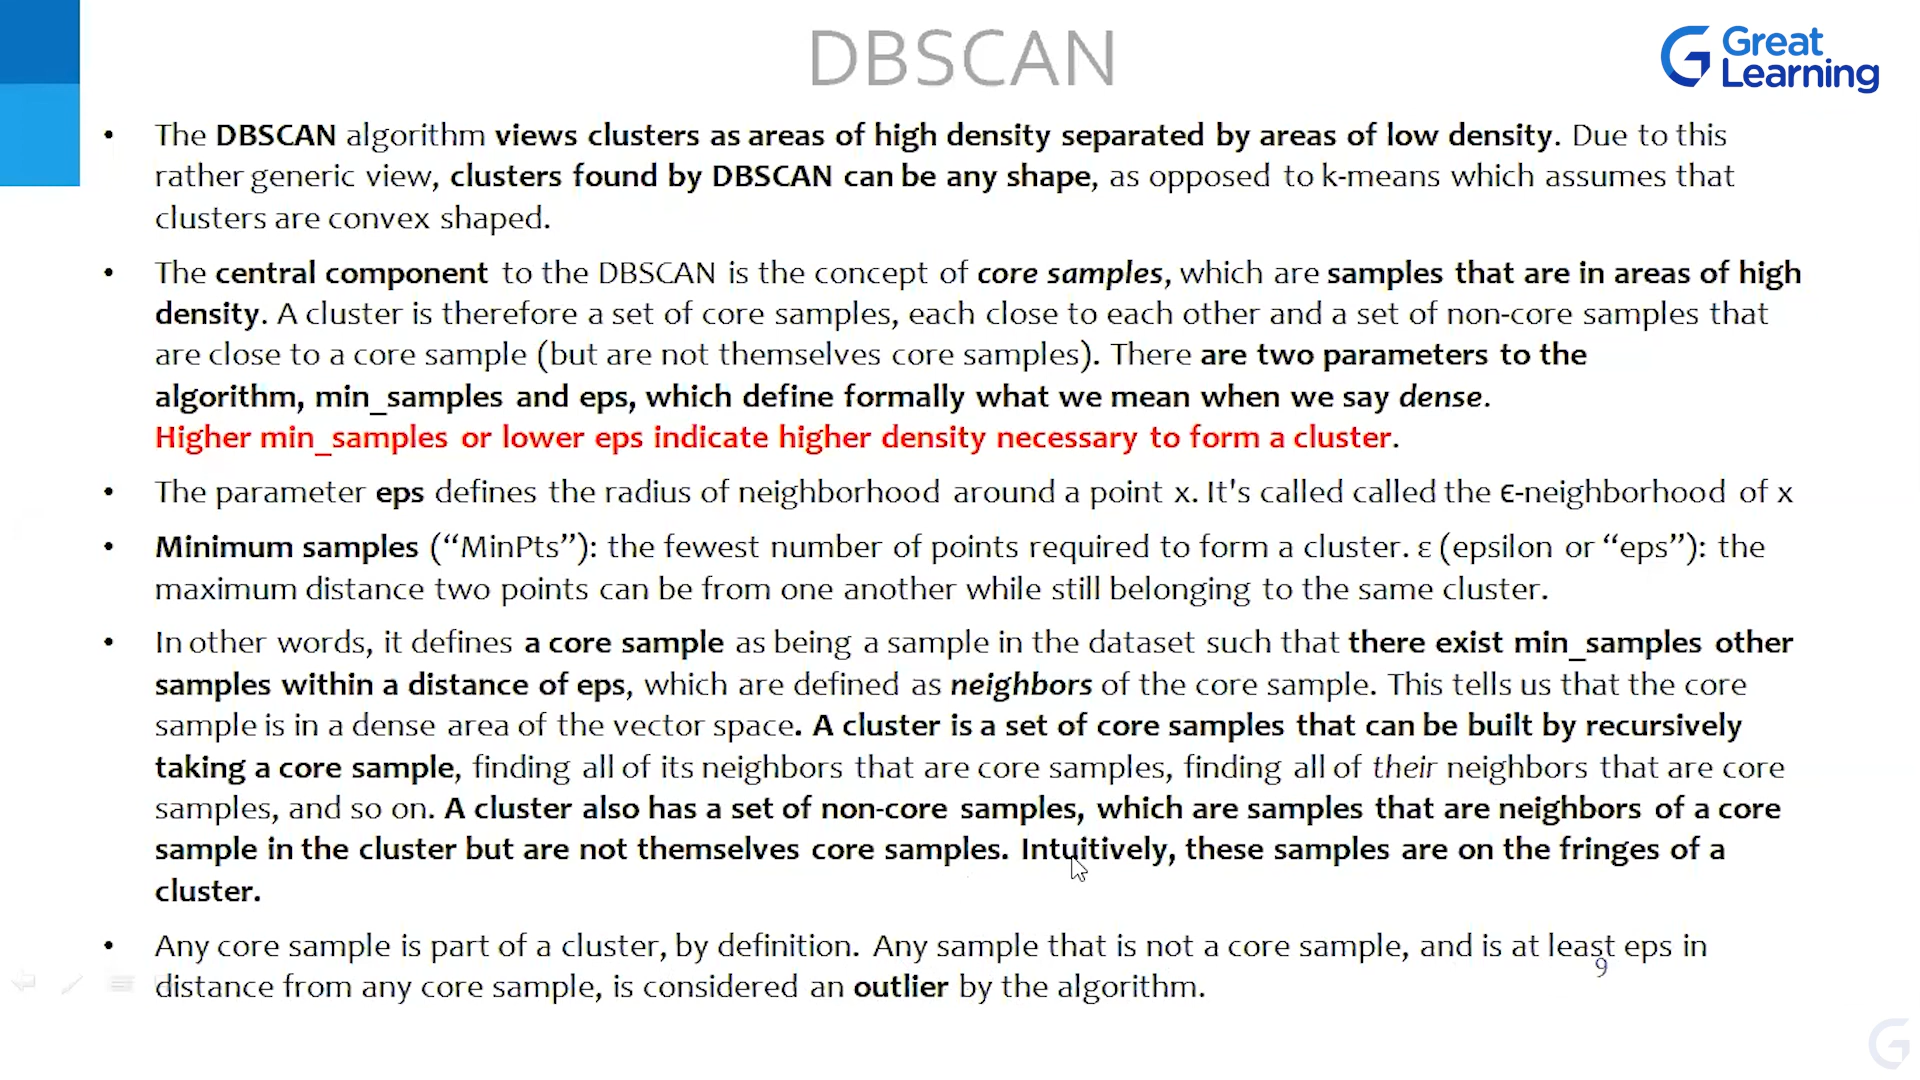 DBSCAN
Great
Learning
• The DBSCAN algorithm views clusters as areas of high density separated by areas of low density. Due to this
rather generic view, clusters found by DBSCAN can be any shape, as opposed to k-means which assumes that
clusters are convex shaped.
• The central component to the DBSCAN is the concept of core samples, which are samples that are in areas of high
density. A cluster is therefore a set of core samples, each close to each other and a set of non-core samples that
are close to a core sample (but are not themselves core samples). There are two parameters to the
algorithm, min_samples and eps, which define formally what we mean when we say dense.
Higher min_samples or lower eps indicate higher density necessary to form a cluster.
• The parameter eps defines the radius of neighborhood around a point x. It's called called the ϵ-neighborhood of x
• Minimum samples (“MinPts”): the fewest number of points required to form a cluster. ε (epsilon or “eps”): the
maximum distance two points can be from one another while still belonging to the same cluster.
• In other words, it defines a core sample as being a sample in the dataset such that there exist min_samples other
samples within a distance of eps, which are defined as neighbors of the core sample. This tells us that the core
sample is in a dense area of the vector space. A cluster is a set of core samples that can be built by recursively
taking a core sample, finding all of its neighbors that are core samples, finding all of their neighbors that are core
samples, and so on. A cluster also has a set of non-core samples, which are samples that are neighbors of a core
sample in the cluster but are not themselves core samples. Intuitively, these samples are on the fringes of a
cluster.
• Any core sample is part of a cluster, by definition. Any sample that is not a core sample, and is at least eps in
distance from any core sample, is considered an outlier by the algorithm.
9